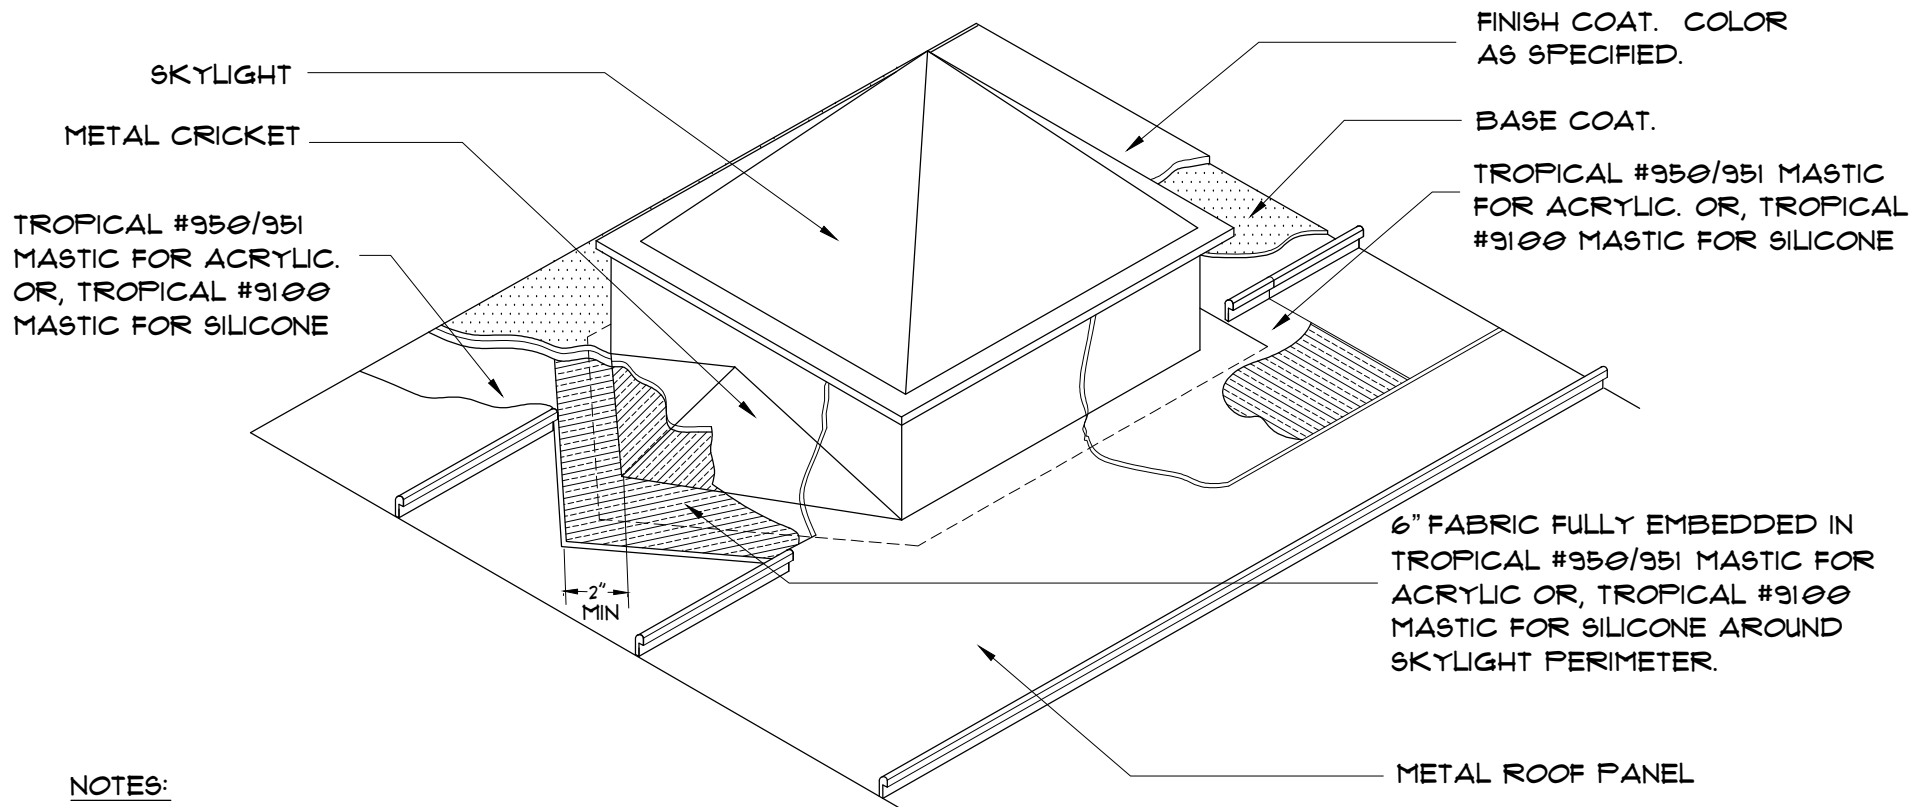 SKYLIGHT
METAL CRICKET
TROPICAL #950/951
MASTIC FOR ACRYLIC.
OR, TROPICAL #9100
MASTIC FOR SILICONE
FINISH COAT. COLOR
AS SPECIFIED.
BASE COAT.
TROPICAL #950/951 MASTIC
FOR ACRYLIC. OR, TROPICAL
#9100 MASTIC FOR SILICONE
2"
MIN
6" FABRIC FULLY EMBEDDED IN
TROPICAL #950/951 MASTIC FOR
ACRYLIC OR, TROPICAL #9100
MASTIC FOR SILICONE AROUND
SKYLIGHT PERIMETER.
METAL ROOF PANEL
NOTES: